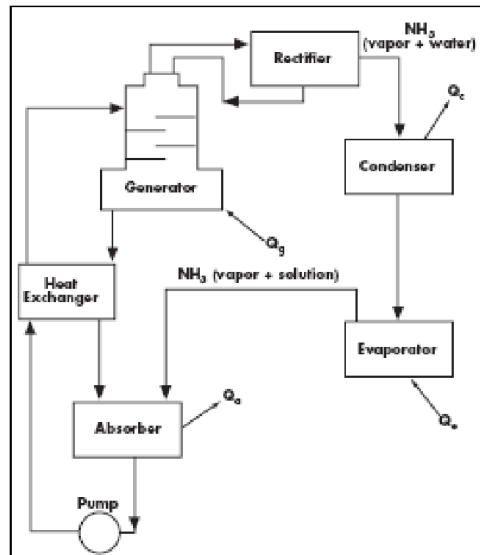 NH₃
(vapor + water)
Rectifier
Qc
Condenser
Generator
Qg
NH₃ (vapor + solution)
Heat
Exchanger
Evaporator
Qa
Absorber
Qe
Pump